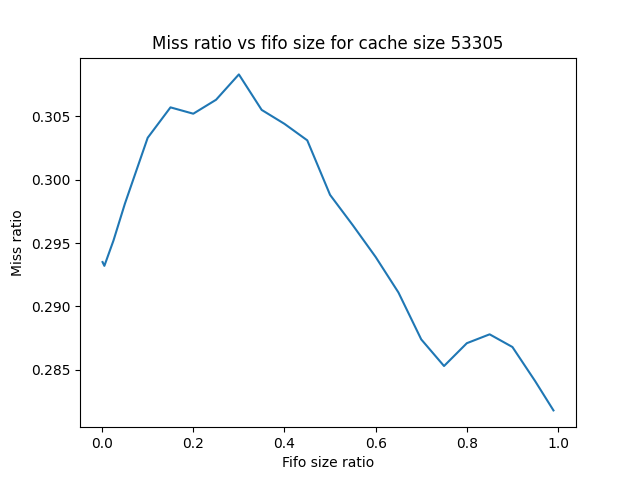 Miss ratio vs fifo size for cache size 53305
0.305
0.300
0.295
0.290
0.285
Miss ratio
0.0 0.2 0.4 0.6 0.8 1.0
Fifo size ratio